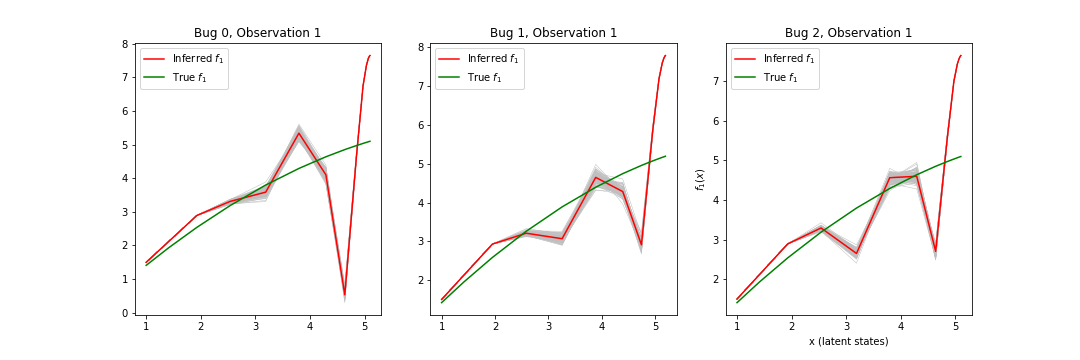 Bug 0, Observation 1
Inferred f₁
True f₁
8
7
6
5
4
3
2
1
0
1 2 3 4 5
Bug 1, Observation 1
Inferred f₁
True f₁
8
7
6
5
4
3
2
1 2 3 4 5
Bug 2, Observation 1
Inferred f₁
True f₁
f₁(x)
7
6
5
4
3
2
1 2 3 4 5
x (latent states)